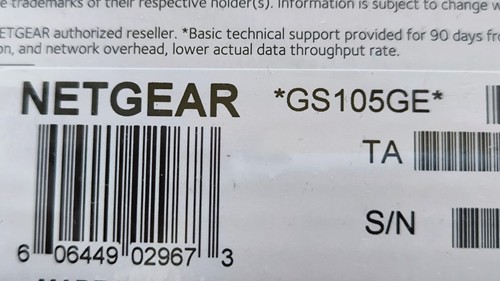 trademarks of their respective holder(s). Information is subject to change
ETGEAR authorized reseller. *Basic technical support provided for 90 days
on, and network overhead, lower actual data throughput rate.
NETGEAR *GS105GE*
TA
S/N
6 06449 02967 3